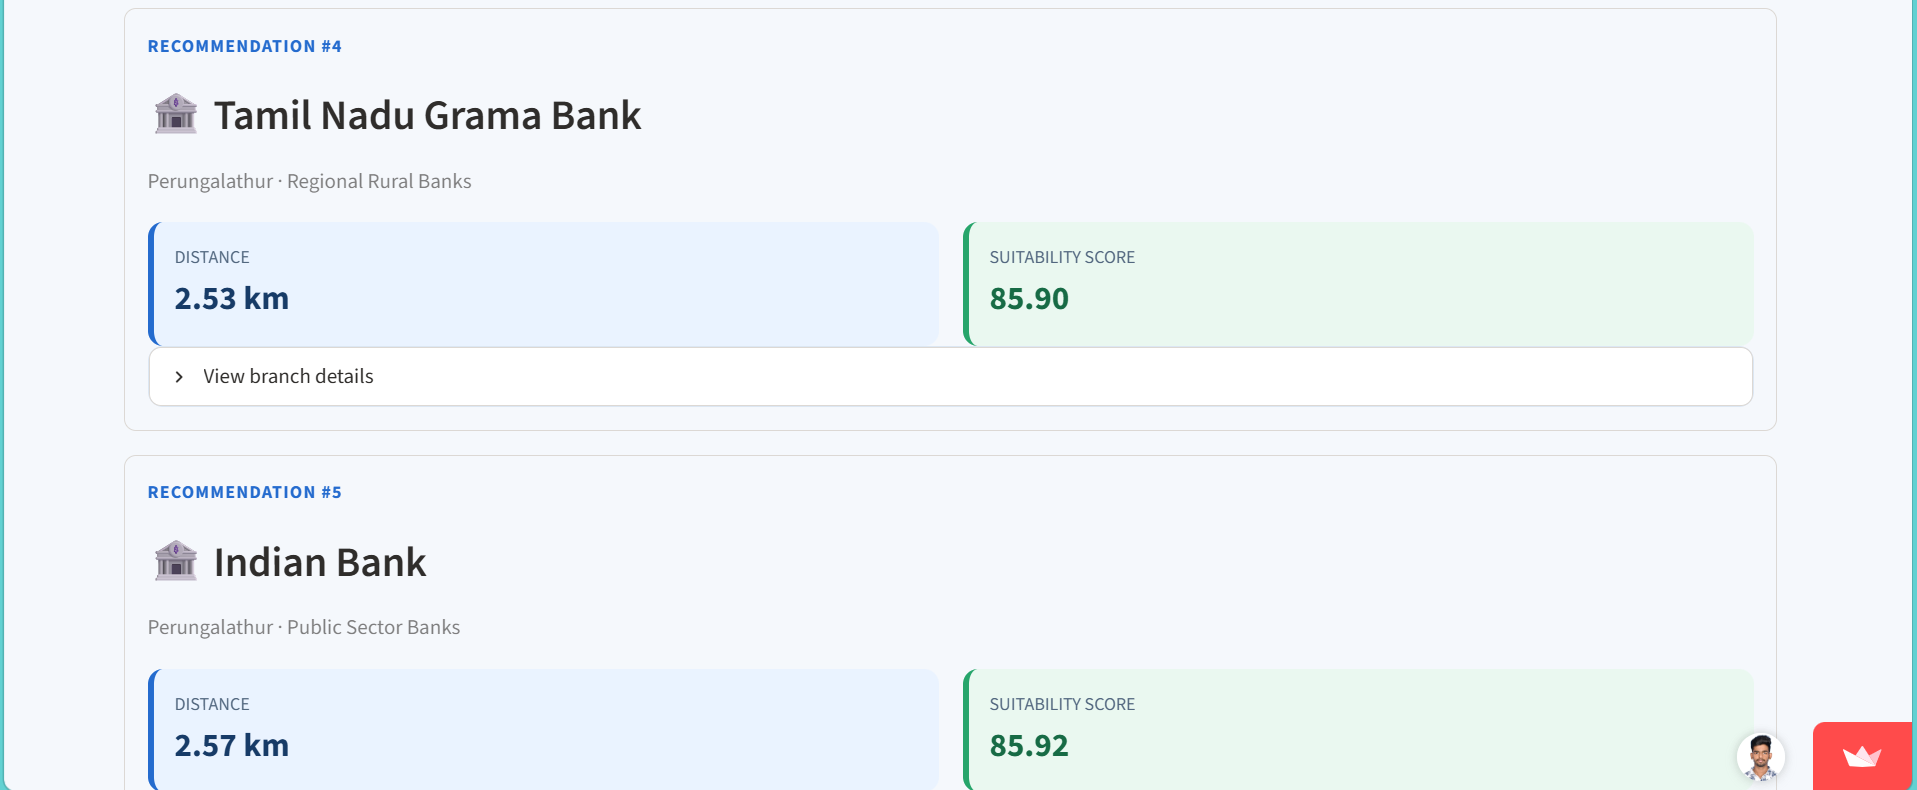 RECOMMENDATION #4
Tamil Nadu Grama Bank
Perungalathur · Regional Rural Banks
DISTANCE
2.53 km
SUITABILITY SCORE
85.90
View branch details
RECOMMENDATION #5
Indian Bank
Perungalathur · Public Sector Banks
DISTANCE
2.57 km
SUITABILITY SCORE
85.92